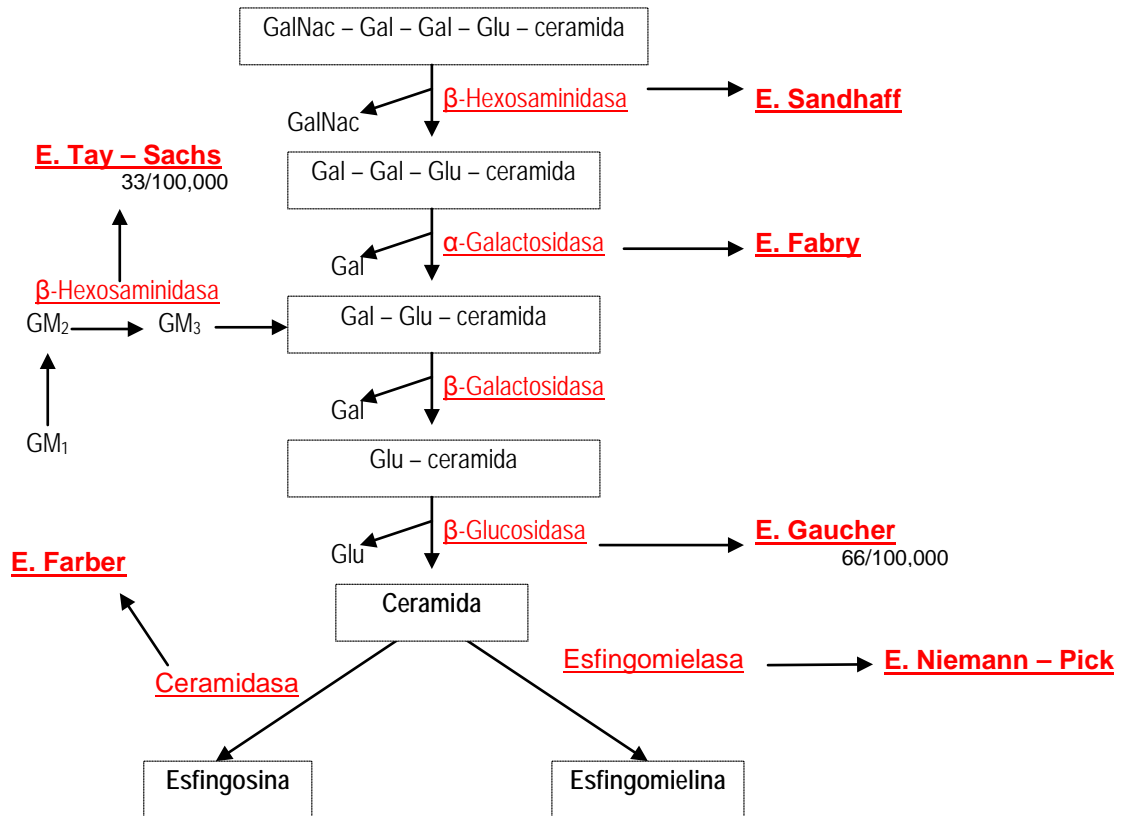 GalNac – Gal – Gal – Glu – ceramida
β-Hexosaminidasa
E. Sandhaff
GalNac
E. Tay – Sachs
33/100,000
Gal – Gal – Glu – ceramida
α-Galactosidasa
E. Fabry
Gal
β-Hexosaminidasa
GM₂
GM₃
Gal – Glu – ceramida
β-Galactosidasa
Gal
GM₁
Glu – ceramida
β-Glucosidasa
E. Gaucher
66/100,000
Glu
E. Farber
Ceramida
Esfingomielasa
E. Niemann – Pick
Ceramidasa
Esfingosina
Esfingomielina